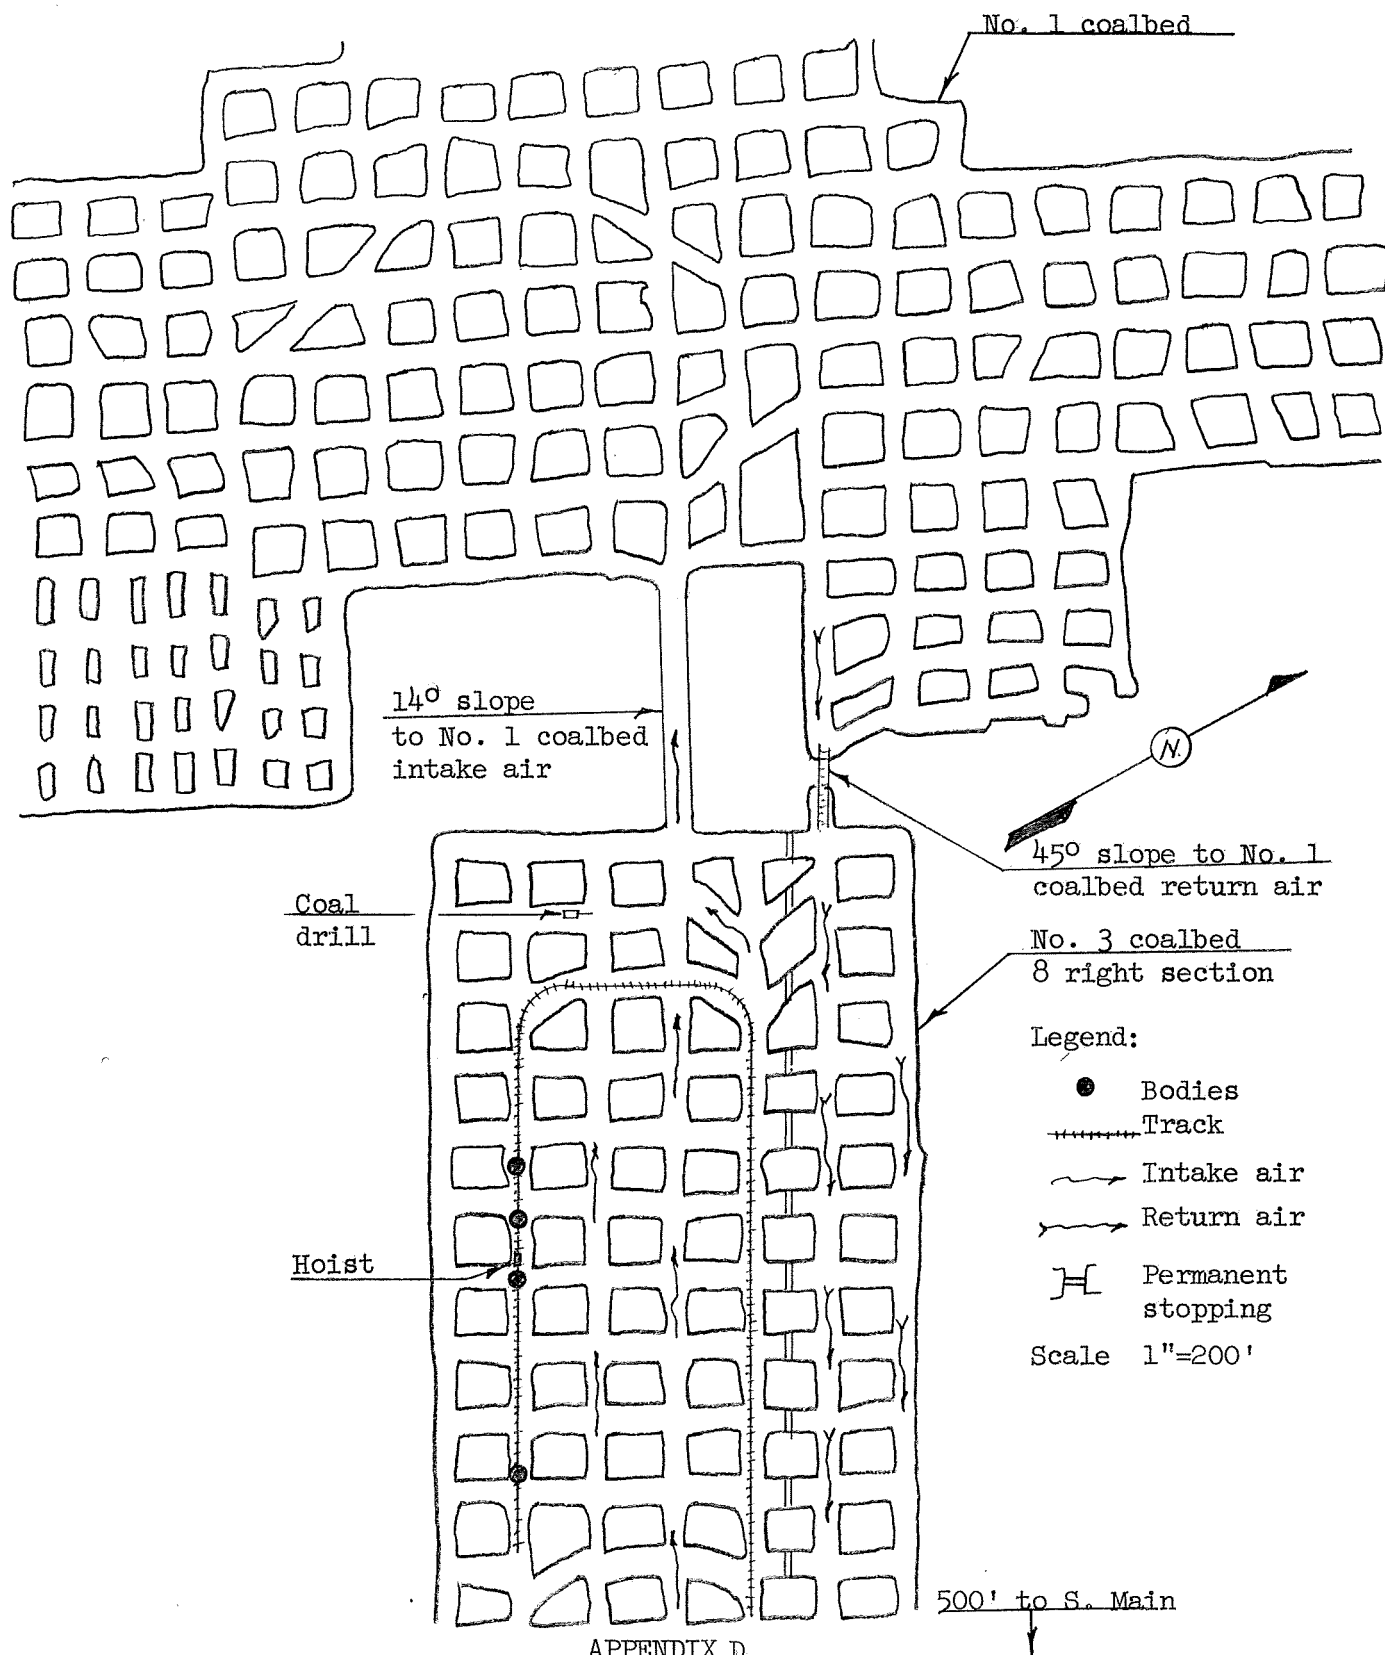 No. 1 coalbed
14° slope
to No. 1 coalbed
intake air
N.
45° slope to No. 1
coalbed return air
Coal
drill
No. 3 coalbed
8 right section
Legend:
Bodies
Track
Intake air
Return air
Hoist
Permanent
stopping
Scale 1"=200'
500' to S. Main
APPENDIX D